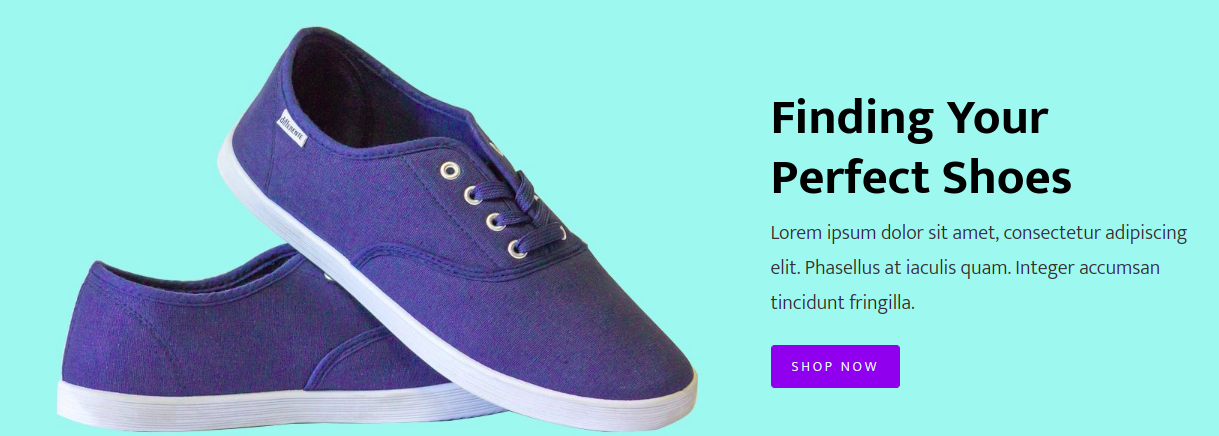 differente
Finding Your
Perfect Shoes
Lorem ipsum dolor sit amet, consectetur adipiscing
elit. Phasellus at iaculis quam. Integer accumsan
tincidunt fringilla.
SHOP NOW